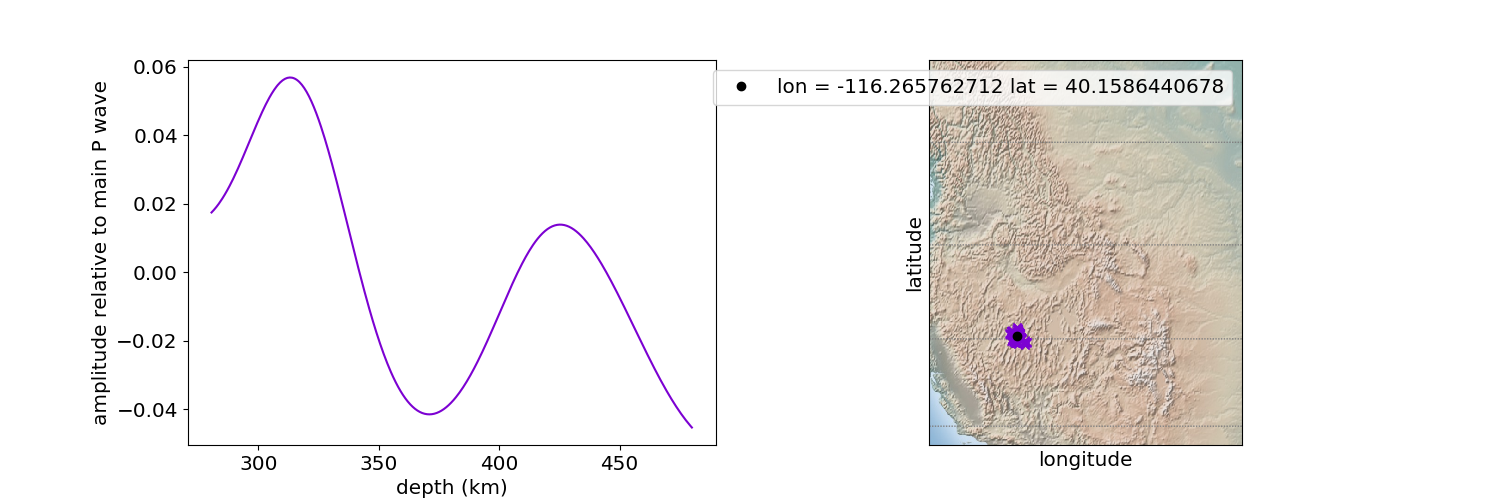 amplitude relative to main P wave
0.06
0.04
0.02
0.00
−0.02
−0.04
300 350 400 450
depth (km)
lon = -116.265762712 lat = 40.1586440678
latitude
longitude